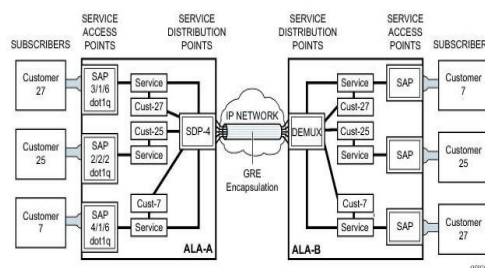 SUBSCRIBERS
SERVICE
ACCESS
POINTS
SERVICE
DISTRIBUTION
POINTS
SERVICE
DISTRIBUTION
POINTS
SERVICE
ACCESS
POINTS
SUBSCRIBER
Customer
27
SAP
3/1/6
dot1q
Service
Cust-27
Customer
25
SAP
2/2/2
dot1q
Cust-25
Service
Customer
7
SAP
4/1/6
dot1q
Cust-7
Service
SDP-4
ALA-A
IP NETWORK
GRE
Encapsulation
DEMUX
Service
Cust-27
Cust-25
Service
Cust-7
Service
ALA-B
SAP
SAP
SAP
Customer
7
Customer
25
Customer
27